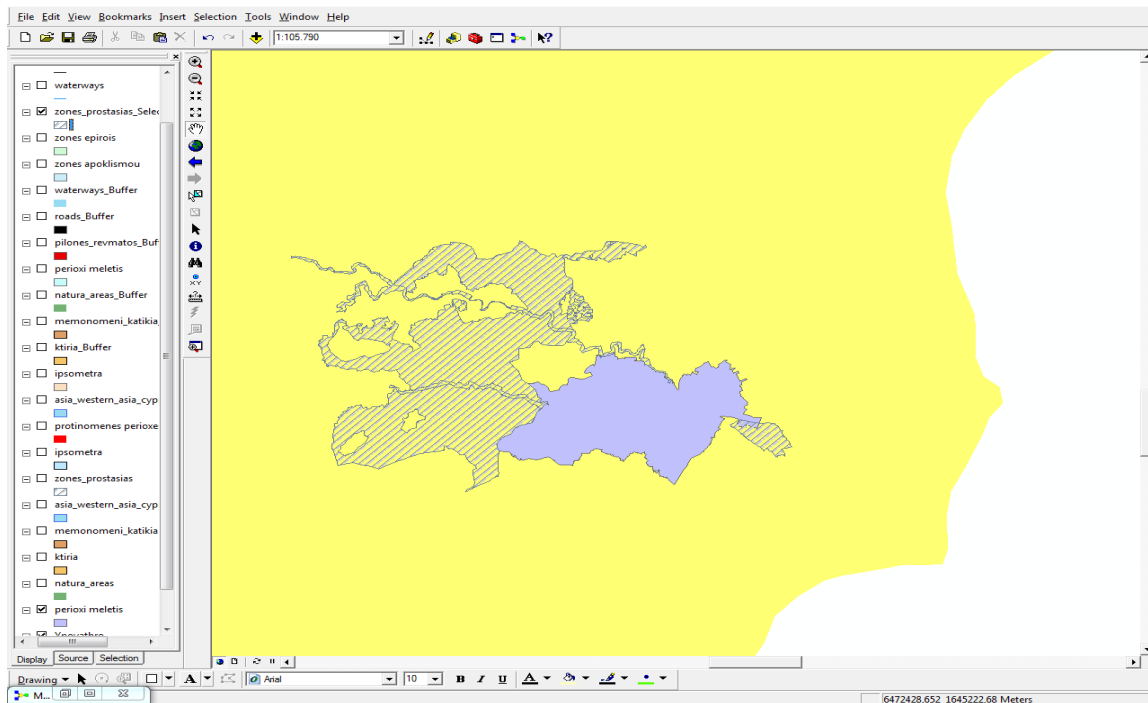 File Edit View Bookmarks Insert Selection Tools Window Help
1:105.790
waterways
zones_prostasias_Selec
zones epirois
zones apoklismou
waterways_Buffer
roads_Buffer
pilones_revmatos_Buf
perioxi meletis
natura_areas_Buffer
memonomeni_katikia_
ktiria_Buffer
ipsometra
asia_western_asia_cyp
protinomenes perioxe
ipsometra
zones_prostasias
asia_western_asia_cyp
memonomeni_katikia
ktiria
natura_areas
perioxi meletis
Display Source Selection
Drawing A Arial 10 B I U A
M...
6472428.652 1645222.68 Meters